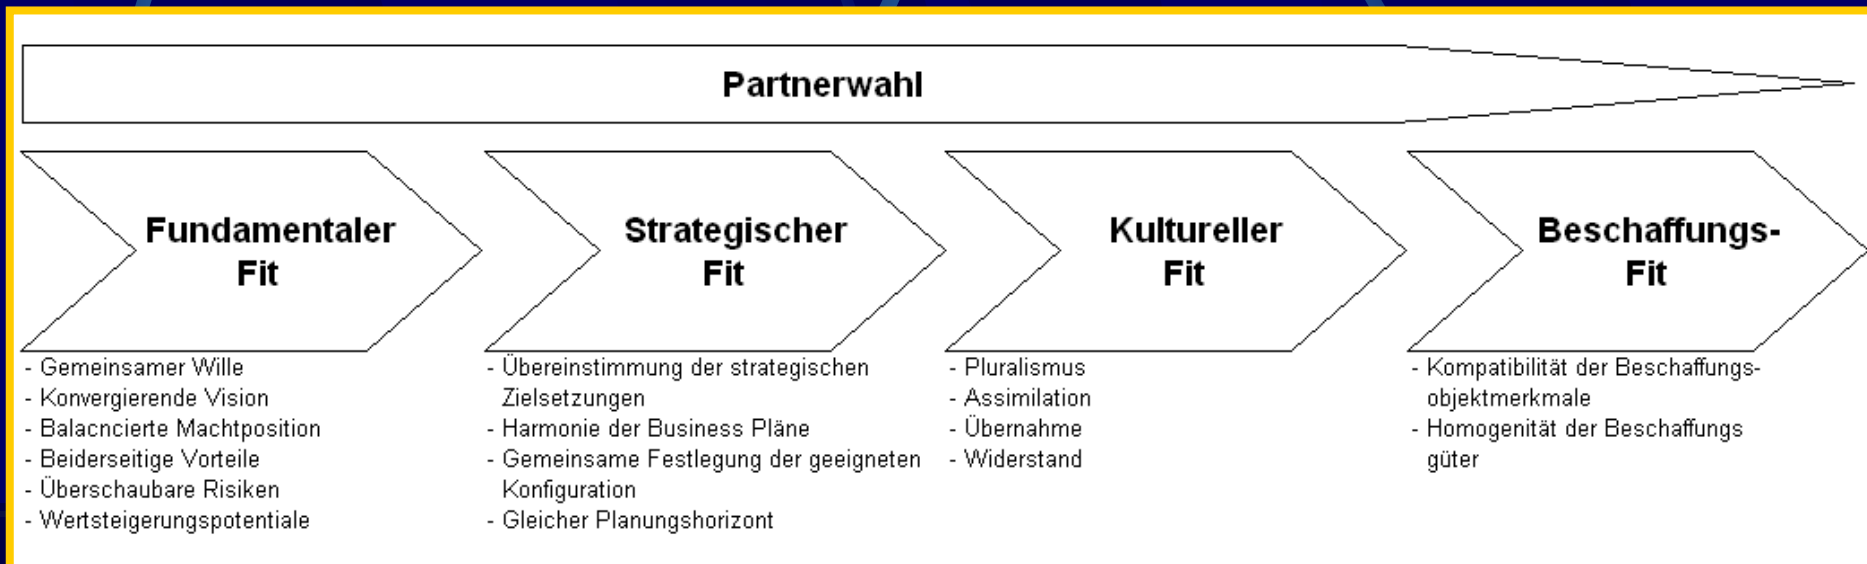 Partnerwahl
Fundamentaler
Fit
- Gemeinsamer Wille
- Konvergierende Vision
- Balacncierte Machtposition
- Beiderseitige Vorteile
- Überschaubare Risiken
- Wertsteigerungspotentiale
Strategischer
Fit
- Übereinstimmung der strategischen
Zielsetzungen
- Harmonie der Business Pläne
- Gemeinsame Festlegung der geeigneten
Konfiguration
- Gleicher Planungshorizont
Kultureller
Fit
- Pluralismus
- Assimilation
- Übernahme
- Widerstand
Beschaffungs-
Fit
- Kompatibilität der Beschaffungs-
objektmerkmale
- Homogenität der Beschaffungs
güter